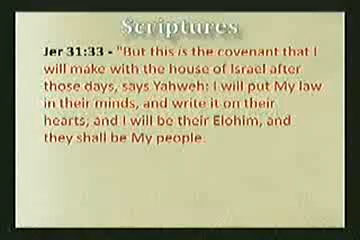 Scriptures
Jer 31:33 - "But this is the covenant that I
will make with the house of Israel after
those days, says Yahweh: I will put My law
in their minds, and write it on their
hearts; and I will be their Elohim, and
they shall be My people.